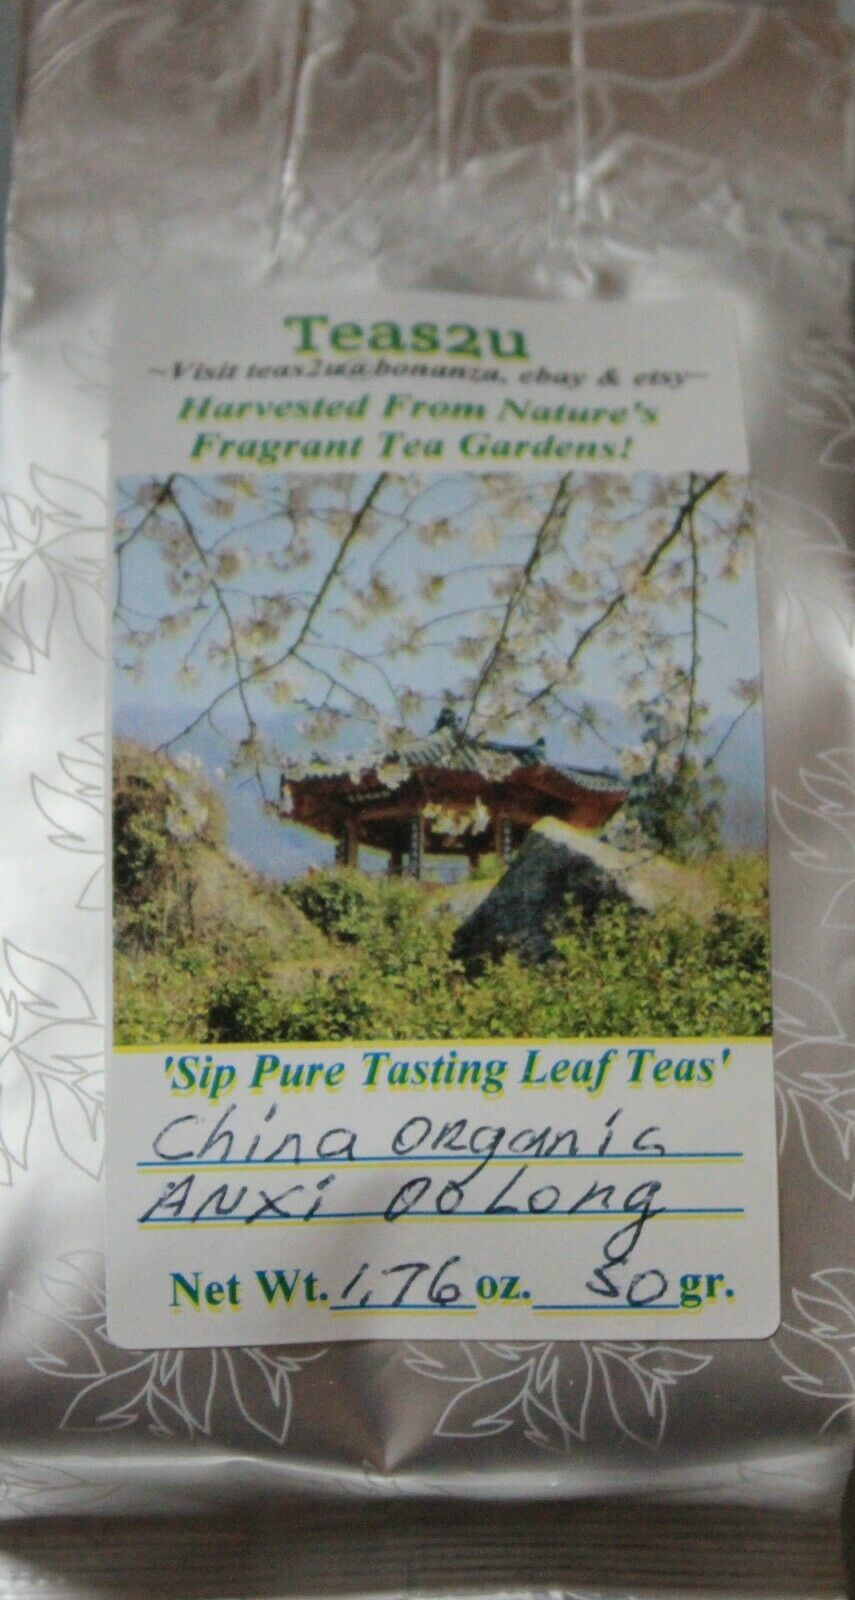 Teas2u
~Visit teas2u@bonanza, ebay & etsy~
Harvested From Nature's
Fragrant Tea Gardens!
'Sip Pure Tasting Leaf Teas'
China ORganic
ANXi OoLong
Net Wt. 1.76 oz. 50 gr.